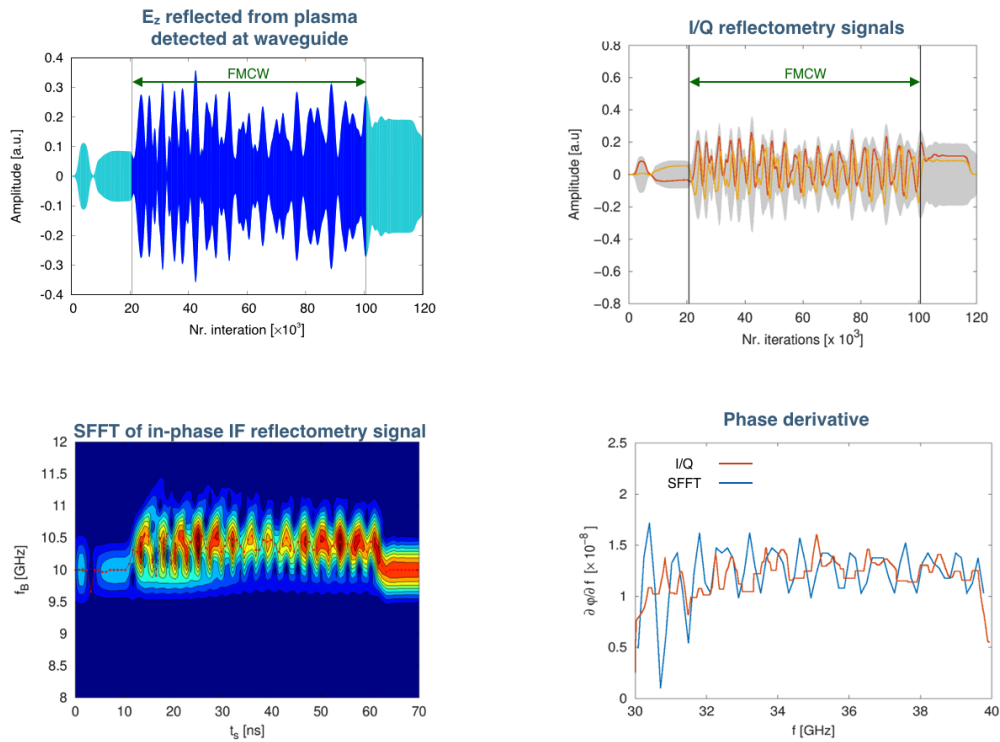 E_z reflected from plasma
detected at waveguide
FMCW
Amplitude [a.u.]
0.4
0.3
0.2
0.1
0
-0.1
-0.2
-0.3
-0.4
0 20 40 60 80 100 120
Nr. interation [×10³]
I/Q reflectometry signals
FMCW
Amplitude [a.u]
0.8
0.6
0.4
0.2
0
−0.2
−0.4
−0.6
−0.8
0 20 40 60 80 100 120
Nr. iterations [x 10³]
SFFT of in-phase IF reflectometry signal
f_B [GHz]
12
11.5
11
10.5
10
9.5
9
8.5
8
0 10 20 30 40 50 60 70
t_s [ns]
Phase derivative
I/Q
SFFT
∂ φ/∂ f [× 10⁻⁸]
2.5
2
1.5
1
0.5
0
30 32 34 36 38 40
f [GHz]